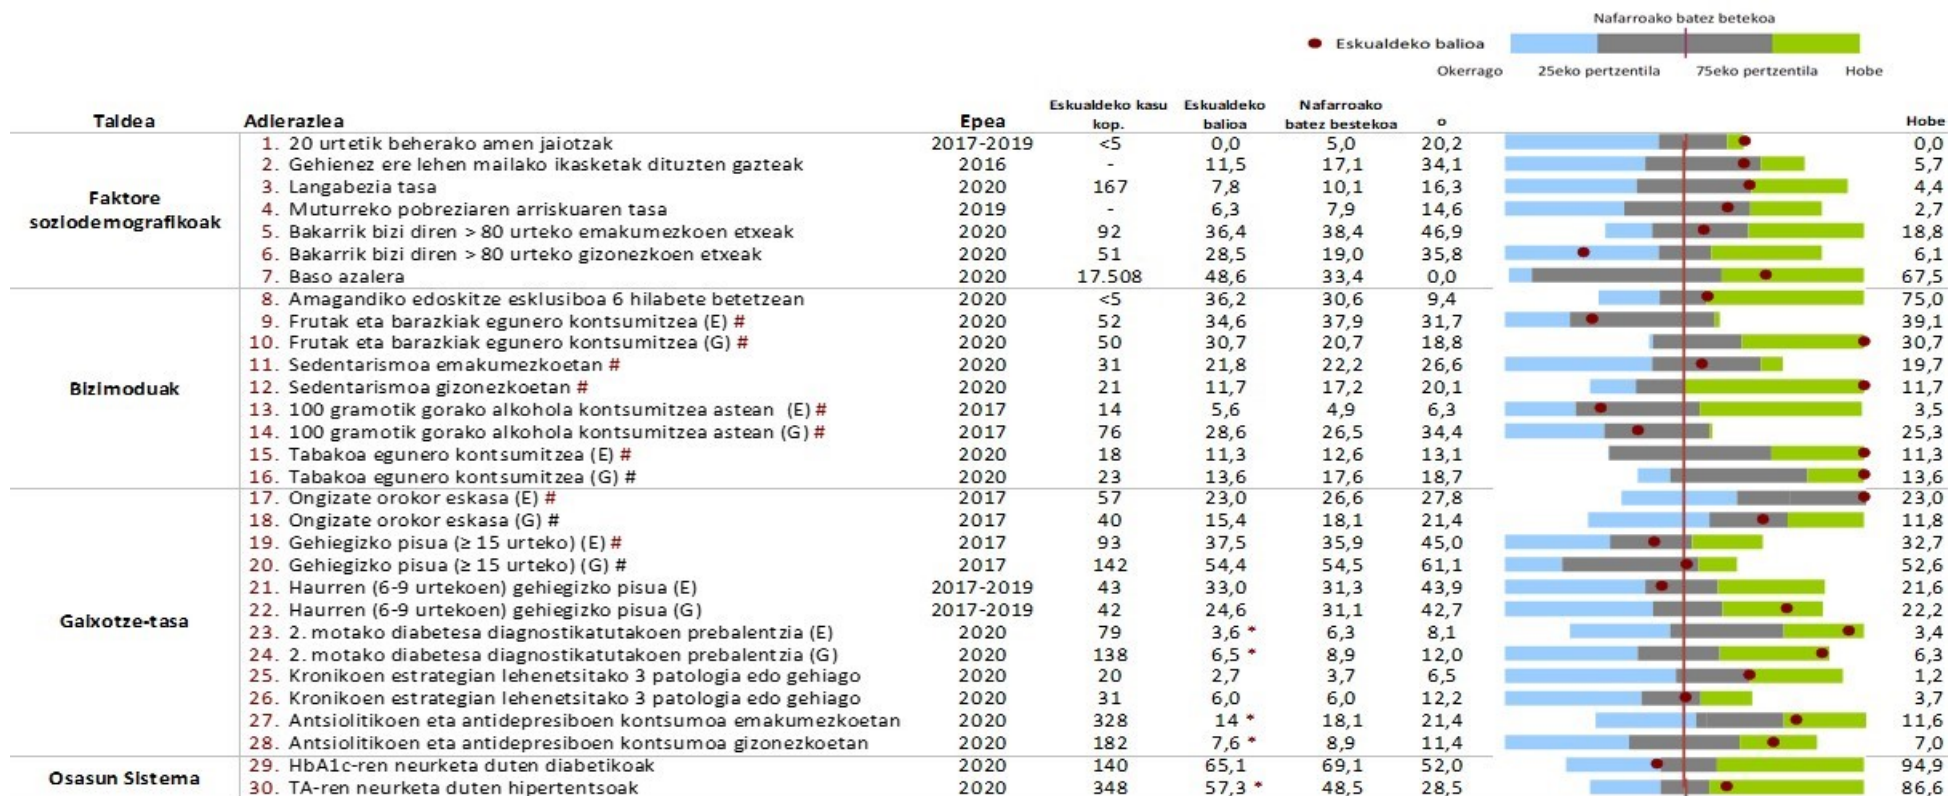 Nafarroako batez betekoa
Eskualdeko balioa
Okerrago 25eko pertzentila 75eko pertzentila Hobe
Taldea Adierazlea Epea Eskualdeko kasu kop. Eskualdeko balioa Nafarroako batez bestekoa o Hobe
Faktore soziodemografikoak
1. 20 urtetik beherako amen jaiotzak 2017-2019 <5 0,0 5,0 20,2 0,0
2. Gehienez ere lehen mailako ikasketak dituzten gazteak 2016 - 11,5 17,1 34,1 5,7
3. Langabezia tasa 2020 167 7,8 10,1 16,3 4,4
4. Muturreko pobreziaren arriskuaren tasa 2019 - 6,3 7,9 14,6 2,7
5. Bakarrik bizi diren > 80 urteko emakumezkoen etxeak 2020 92 36,4 38,4 46,9 18,8
6. Bakarrik bizi diren > 80 urteko gizonezkoen etxeak 2020 51 28,5 19,0 35,8 6,1
7. Baso azalera 2020 17.508 48,6 33,4 0,0 67,5
Bizimoduak
8. Amagandiko edoskitze esklusiboa 6 hilabete betetzean 2020 <5 36,2 30,6 9,4 75,0
9. Frutak eta barazkiak egunero kontsumitzea (E) # 2020 52 34,6 37,9 31,7 39,1
10. Frutak eta barazkiak egunero kontsumitzea (G) # 2020 50 30,7 20,7 18,8 30,7
11. Sedentarismoa emakumezkoetan # 2020 31 21,8 22,2 26,6 19,7
12. Sedentarismoa gizonezkoetan # 2020 21 11,7 17,2 20,1 11,7
13. 100 gramotik gorako alkohola kontsumitzea astean (E) # 2017 14 5,6 4,9 6,3 3,5
14. 100 gramotik gorako alkohola kontsumitzea astean (G) # 2017 76 28,6 26,5 34,4 25,3
15. Tabakoa egunero kontsumitzea (E) # 2020 18 11,3 12,6 13,1 11,3
16. Tabakoa egunero kontsumitzea (G) # 2020 23 13,6 17,6 18,7 13,6
Gaixotze-tasa
17. Ongizate orokor eskasa (E) # 2017 57 23,0 26,6 27,8 23,0
18. Ongizate orokor eskasa (G) # 2017 40 15,4 18,1 21,4 11,8
19. Gehiegizko pisua (≥ 15 urteko) (E) # 2017 93 37,5 35,9 45,0 32,7
20. Gehiegizko pisua (≥ 15 urteko) (G) # 2017 142 54,4 54,5 61,1 52,6
21. Haurren (6-9 urtekoen) gehiegizko pisua (E) 2017-2019 43 33,0 31,3 43,9 21,6
22. Haurren (6-9 urtekoen) gehiegizko pisua (G) 2017-2019 42 24,6 31,1 42,7 22,2
23. 2. motako diabetesa diagnostikatutakoen prebalentzia (E) 2020 79 3,6 * 6,3 8,1 3,4
24. 2. motako diabetesa diagnostikatutakoen prebalentzia (G) 2020 138 6,5 * 8,9 12,0 6,3
25. Kronikoen estrategian lehenetsitako 3 patologia edo gehiago 2020 20 2,7 3,7 6,5 1,2
26. Kronikoen estrategian lehenetsitako 3 patologia edo gehiago 2020 31 6,0 6,0 12,2 3,7
27. Antsiolitikoen eta antidepresiboen kontsumoa emakumezkoetan 2020 328 14 * 18,1 21,4 11,6
28. Antsiolitikoen eta antidepresiboen kontsumoa gizonezkoetan 2020 182 7,6 * 8,9 11,4 7,0
Osasun Sistema
29. HbA1c-ren neurketa duten diabetikoak 2020 140 65,1 69,1 52,0 94,9
30. TA-ren neurketa duten hipertentsoak 2020 348 57,3 * 48,5 28,5 86,6